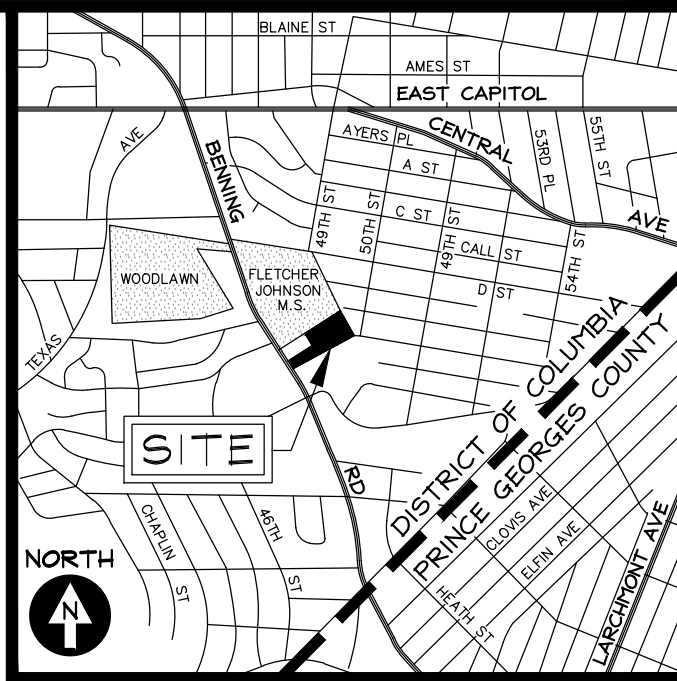 BLAINE ST
AMES ST
EAST CAPITOL
AVE
BENNING
AYERS PL
CENTRAL
A ST
53RD PL
55TH ST
49TH ST
50TH ST
C ST
49TH ST
CALL ST
54TH ST
AVE
D ST
WOODLAWN
FLETCHER
JOHNSON
M.S.
TEXAS
SITE
RD
DISTRICT OF COLUMBIA
PRINCE GEORGES COUNTY
CHAPLIN
ST
46TH
ST
CLOVIS AVE
ELFIN AVE
HEATH ST
LARCHMONT AVE
NORTH
N